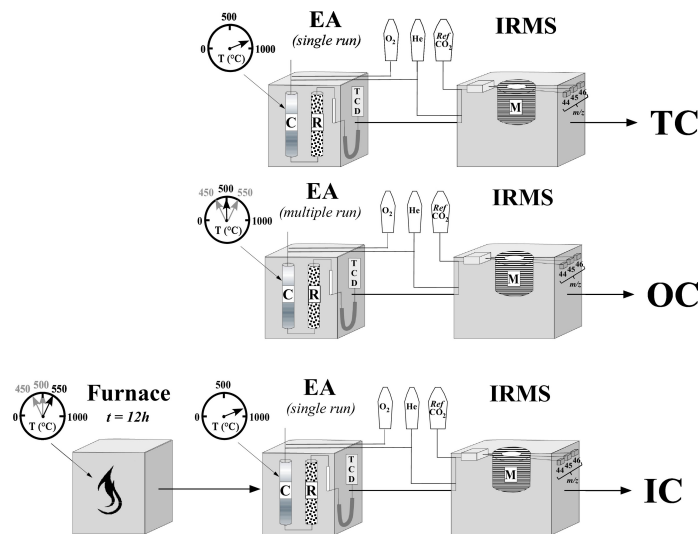 EA
(single run)
IRMS
500
0
1000
T (°C)
O2
He
Ref
CO2
C
R
T
C
D
M
44
45
46
m/z
TC
EA
(multiple run)
IRMS
450
500
550
0
1000
T (°C)
O2
He
Ref
CO2
C
R
T
C
D
M
44
45
46
m/z
OC
Furnace
t = 12h
450
500
550
0
1000
T (°C)
EA
(single run)
IRMS
500
0
1000
T (°C)
O2
He
Ref
CO2
C
R
T
C
D
M
44
45
46
m/z
IC